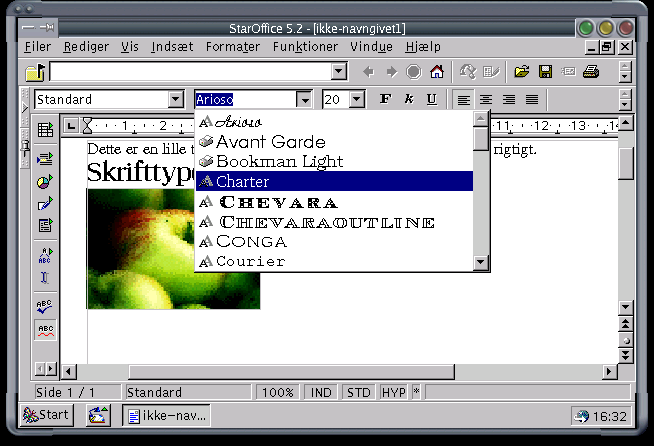 StarOffice 5.2 - [ikke-navngivet1]
Filer Rediger Vis Indsæt Formater Funktioner Vindue Hjælp
Standard Arioso 20 F k U
1 2 11 12 13
Dette er en lille t rigtigt.
Skrifttype
Arioso
Avant Garde
Bookman Light
Charter
Chevara
Chevaraoutline
Conga
Courier
ABC
ABC
Side 1 / 1 Standard 100% IND STD HYP *
Start ikke-nav... 16:32